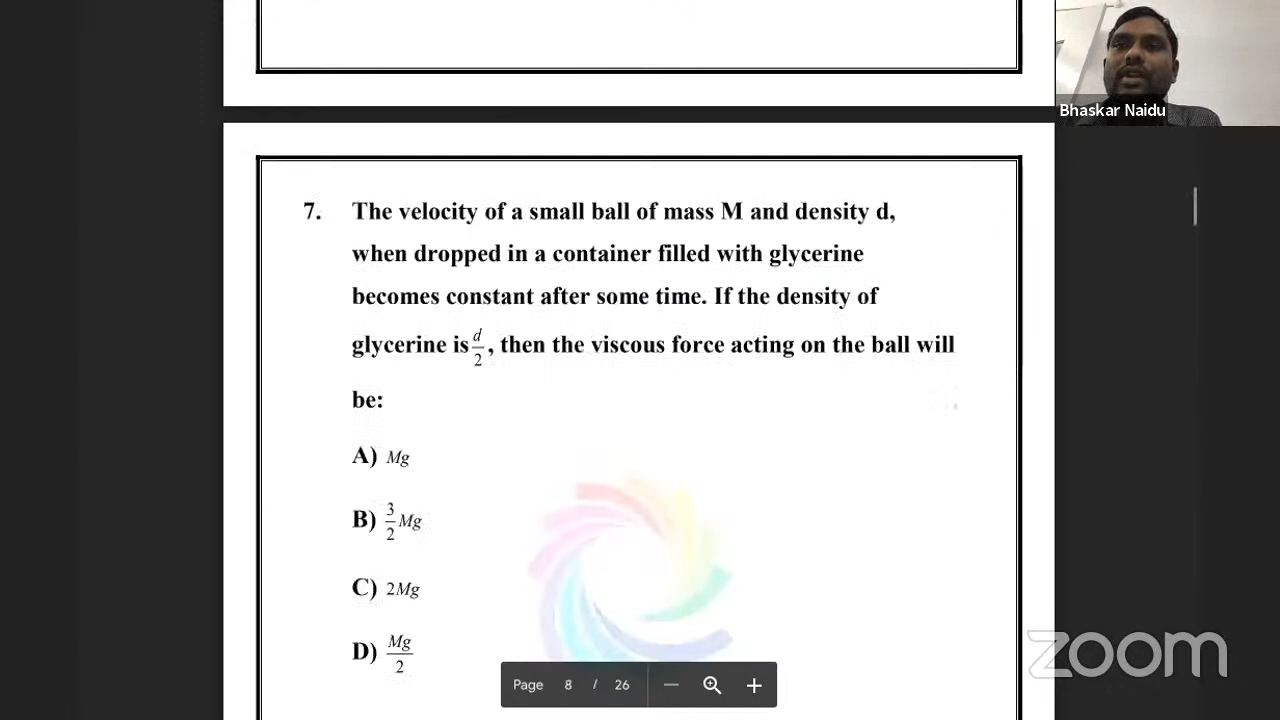 Bhaskar Naidu
7. The velocity of a small ball of mass M and density d,
when dropped in a container filled with glycerine
becomes constant after some time. If the density of
glycerine is d/2, then the viscous force acting on the ball will
be:
A) Mg
B) 3/2 Mg
C) 2Mg
D) Mg/2
Page 8 / 26
zoom